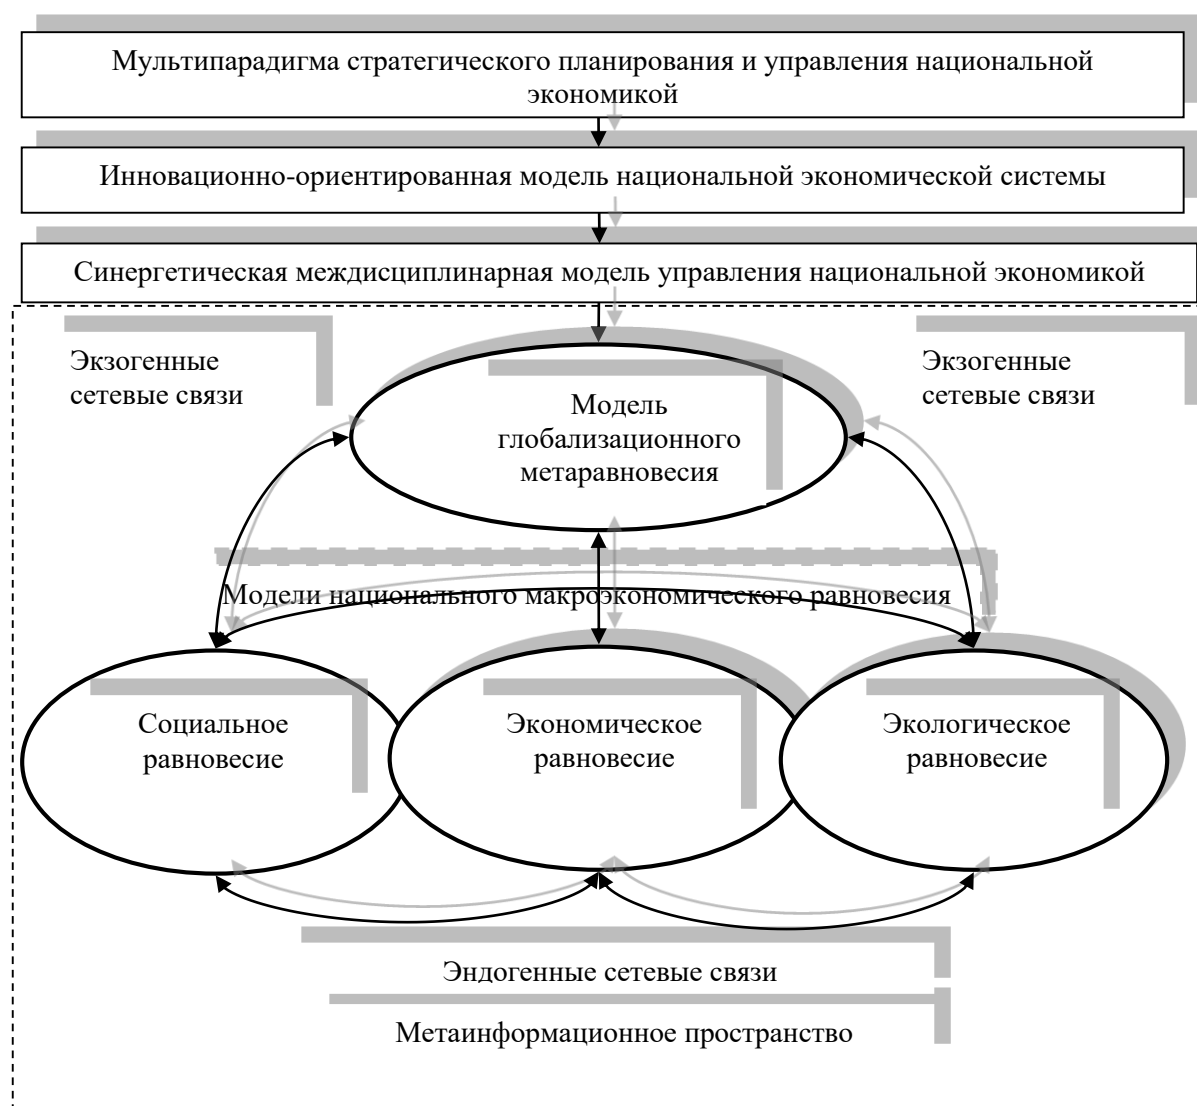 Мультипарадигма стратегического планирования и управления национальной
экономикой
Инновационно-ориентированная модель национальной экономической системы
Синергетическая междисциплинарная модель управления национальной экономикой
Экзогенные
сетевые связи
Экзогенные
сетевые связи
Модель
глобализационного
метаравновесия
Модели национального макроэкономического равновесия
Социальное
равновесие
Экономическое
равновесие
Экологическое
равновесие
Эндогенные сетевые связи
Метаинформационное пространство